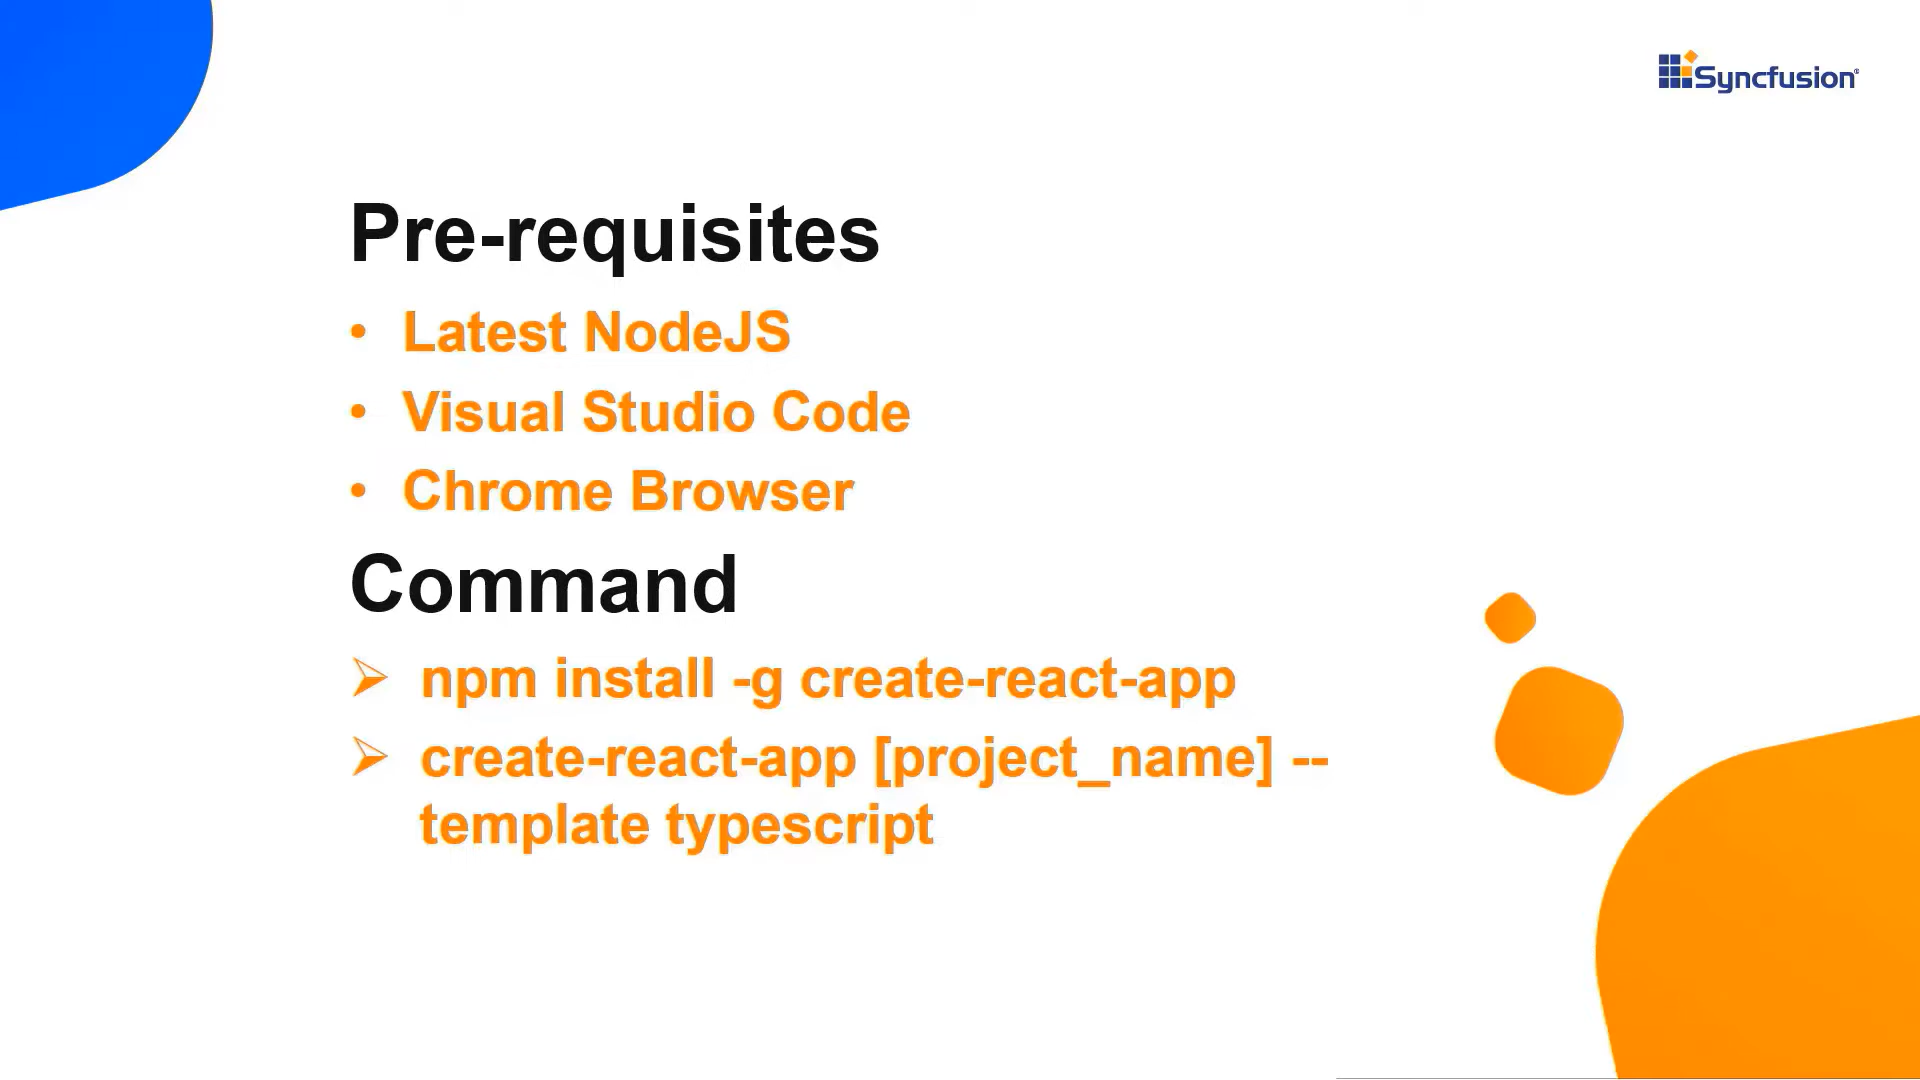 Syncfusion®
Pre-requisites
• Latest NodeJS
• Visual Studio Code
• Chrome Browser
Command
➢ npm install -g create-react-app
➢ create-react-app [project_name] --
template typescript